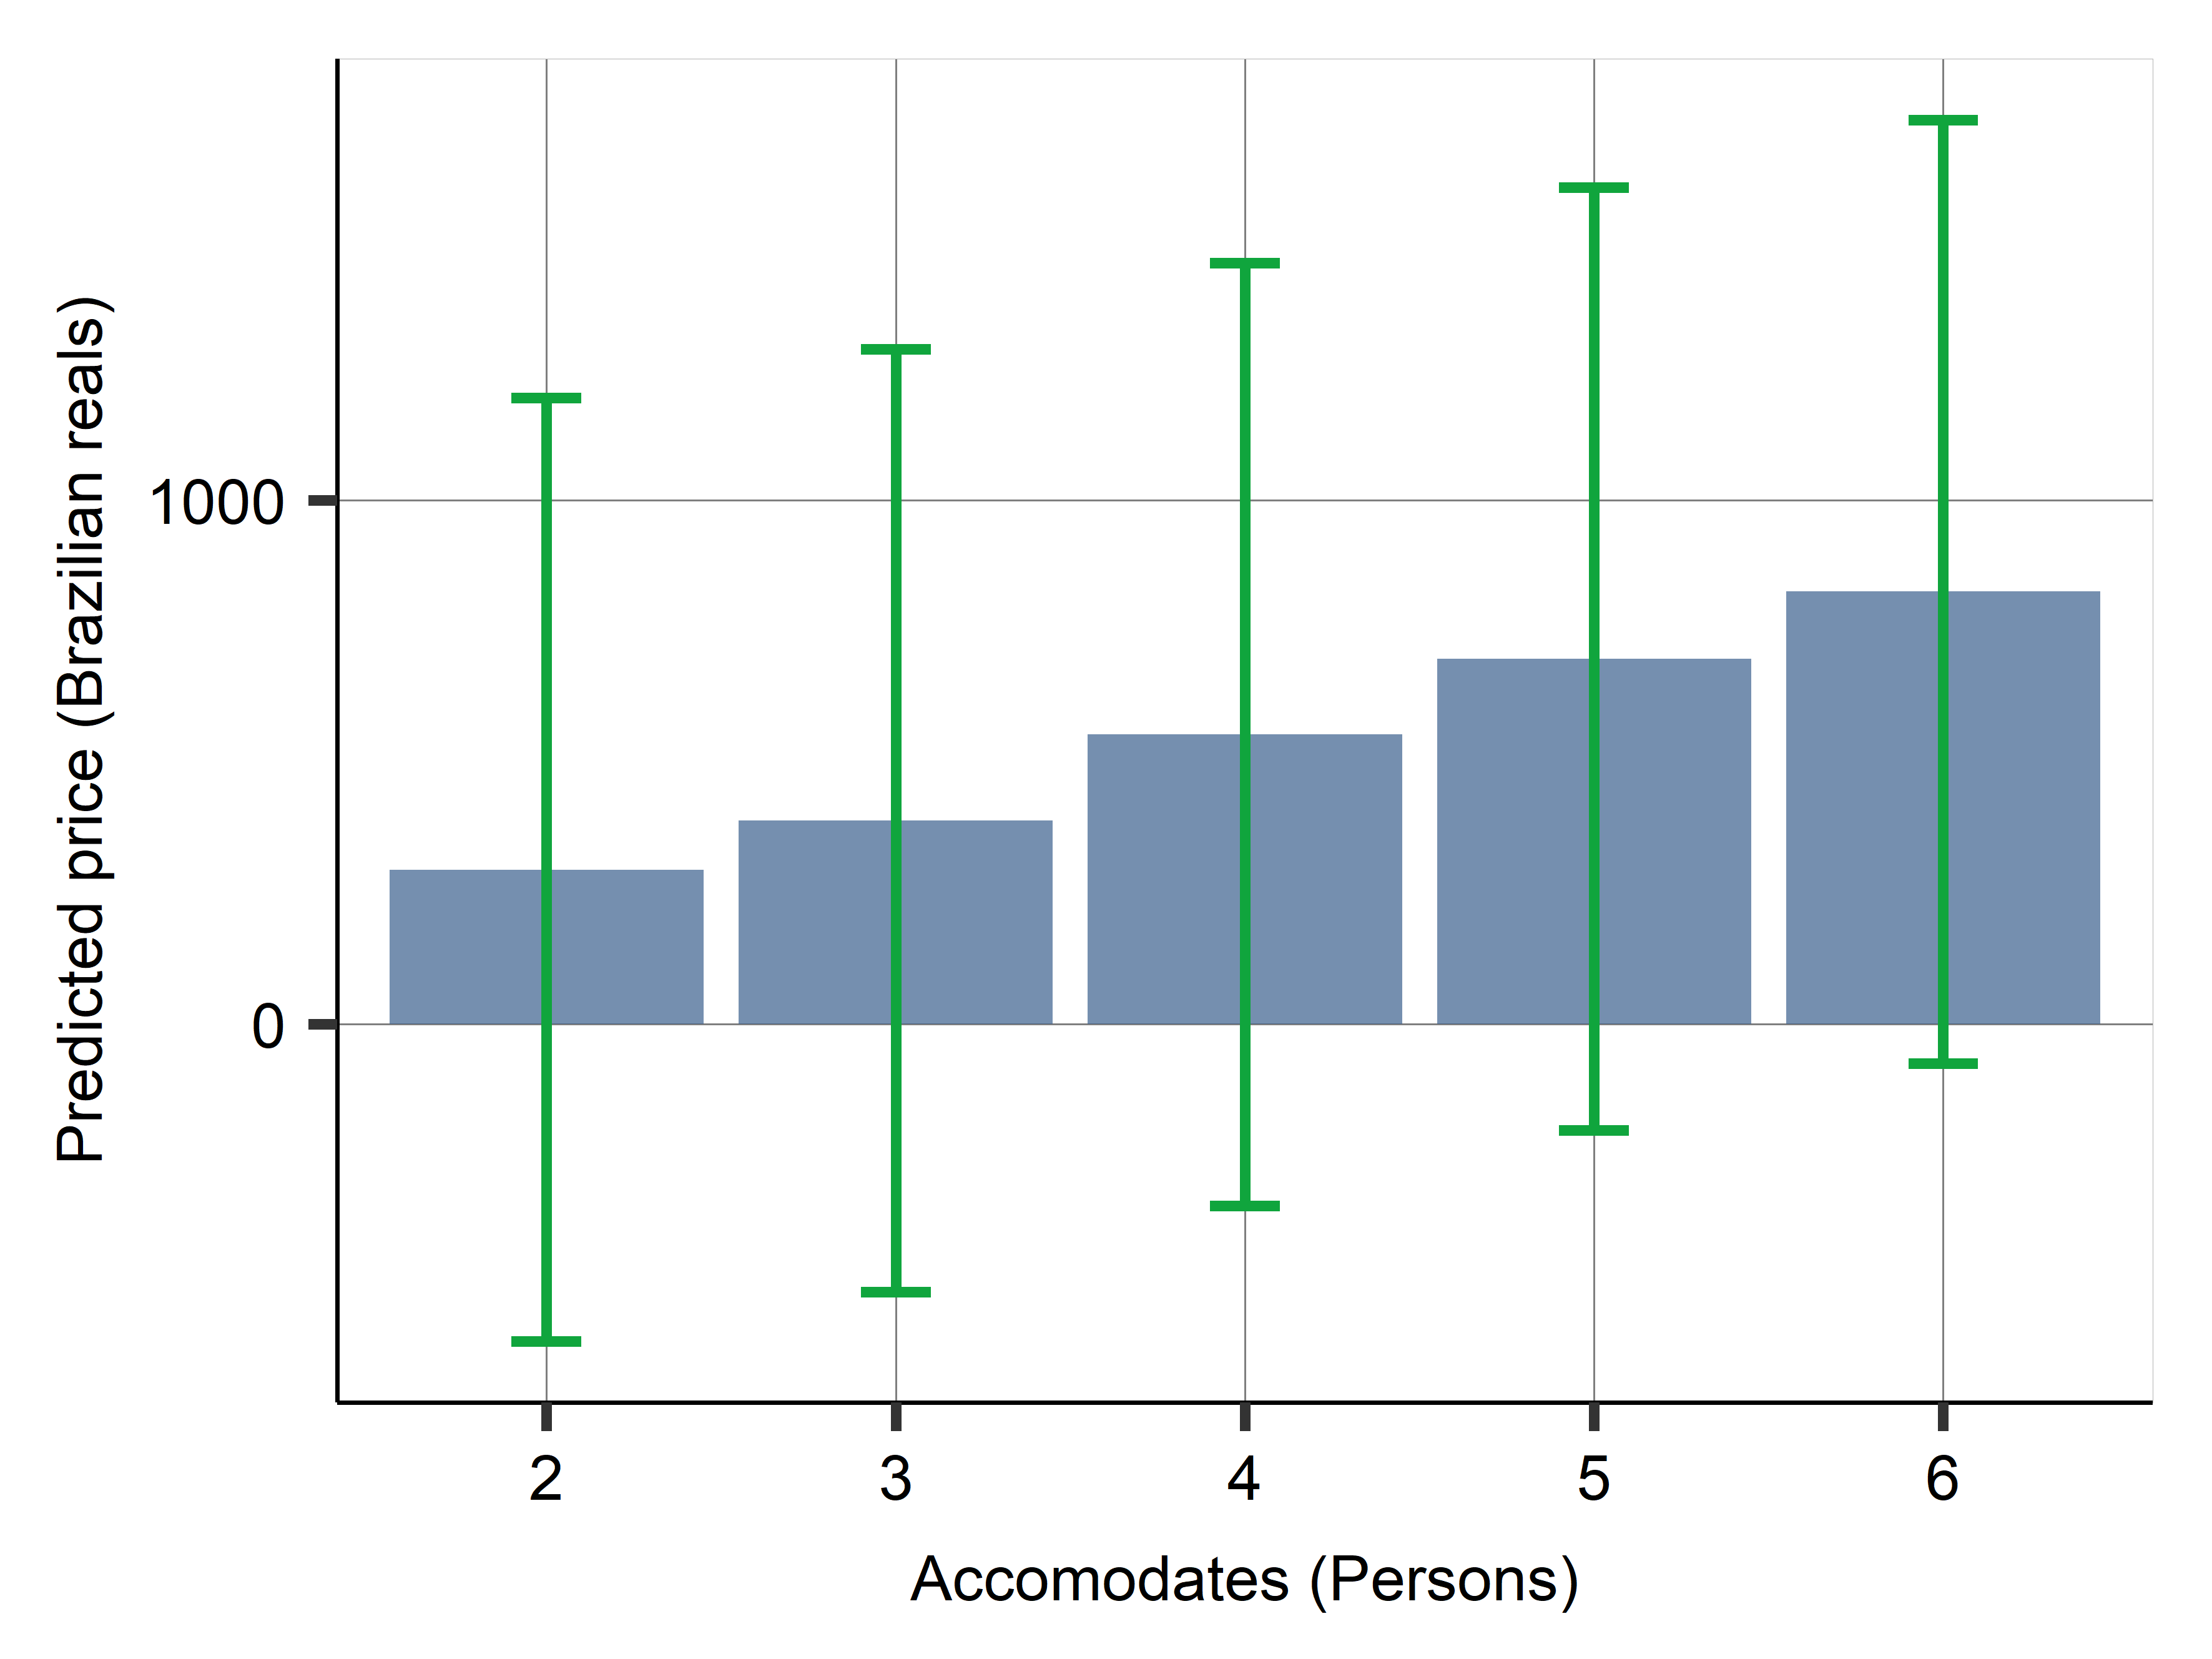 Predicted price (Brazilian reals)
1000
0
2 3 4 5 6
Accomodates (Persons)